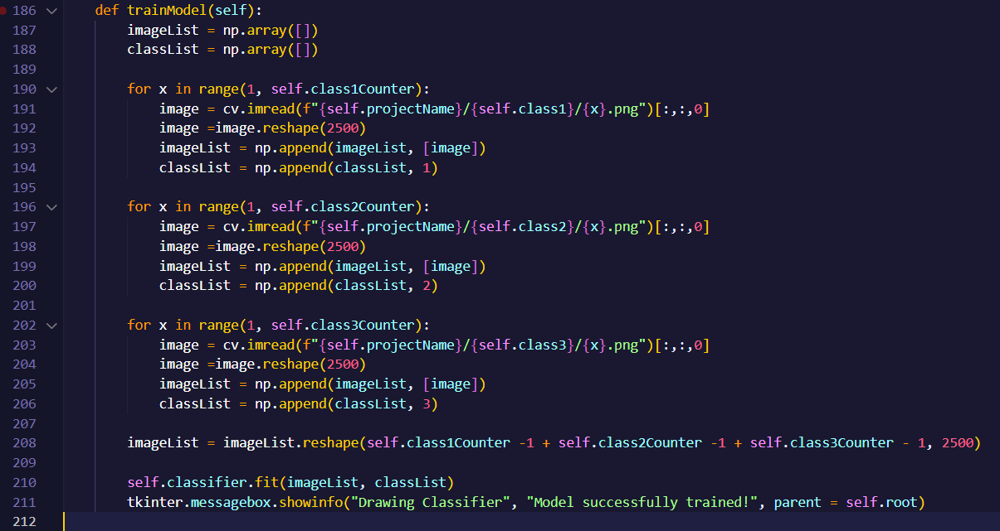 186 def trainModel(self):
187 imageList = np.array([])
188 classList = np.array([])
189
190 for x in range(1, self.class1Counter):
191 image = cv.imread(f"{self.projectName}/{self.class1}/{x}.png")[:,:,0]
192 image =image.reshape(2500)
193 imageList = np.append(imageList, [image])
194 classList = np.append(classList, 1)
195
196 for x in range(1, self.class2Counter):
197 image = cv.imread(f"{self.projectName}/{self.class2}/{x}.png")[:,:,0]
198 image =image.reshape(2500)
199 imageList = np.append(imageList, [image])
200 classList = np.append(classList, 2)
201
202 for x in range(1, self.class3Counter):
203 image = cv.imread(f"{self.projectName}/{self.class3}/{x}.png")[:,:,0]
204 image =image.reshape(2500)
205 imageList = np.append(imageList, [image])
206 classList = np.append(classList, 3)
207
208 imageList = imageList.reshape(self.class1Counter -1 + self.class2Counter -1 + self.class3Counter - 1, 2500)
209
210 self.classifier.fit(imageList, classList)
211 tkinter.messagebox.showinfo("Drawing Classifier", "Model successfully trained!", parent = self.root)
212